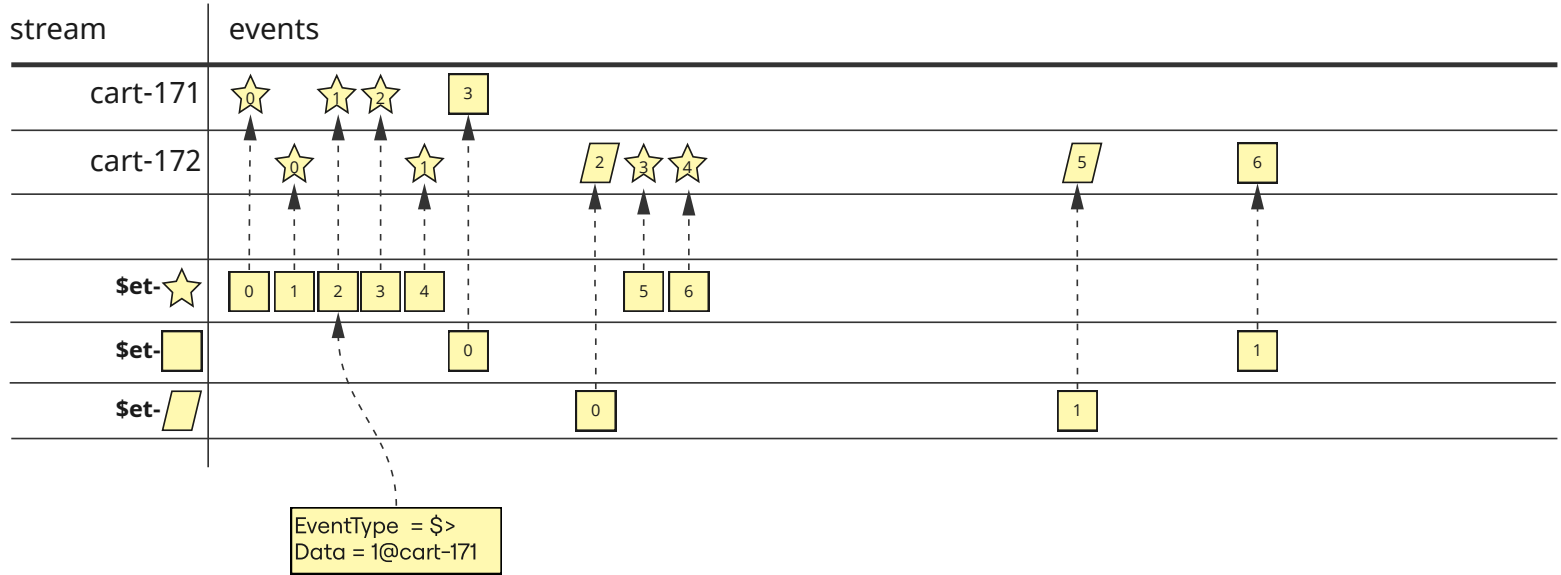 stream events
cart-171 0 1 2 3
cart-172 0 1 2 3 4 5 6
$et- 0 1 2 3 4 5 6
$et- 0 1
$et- 0 1
EventType = $>
Data = 1@cart-171